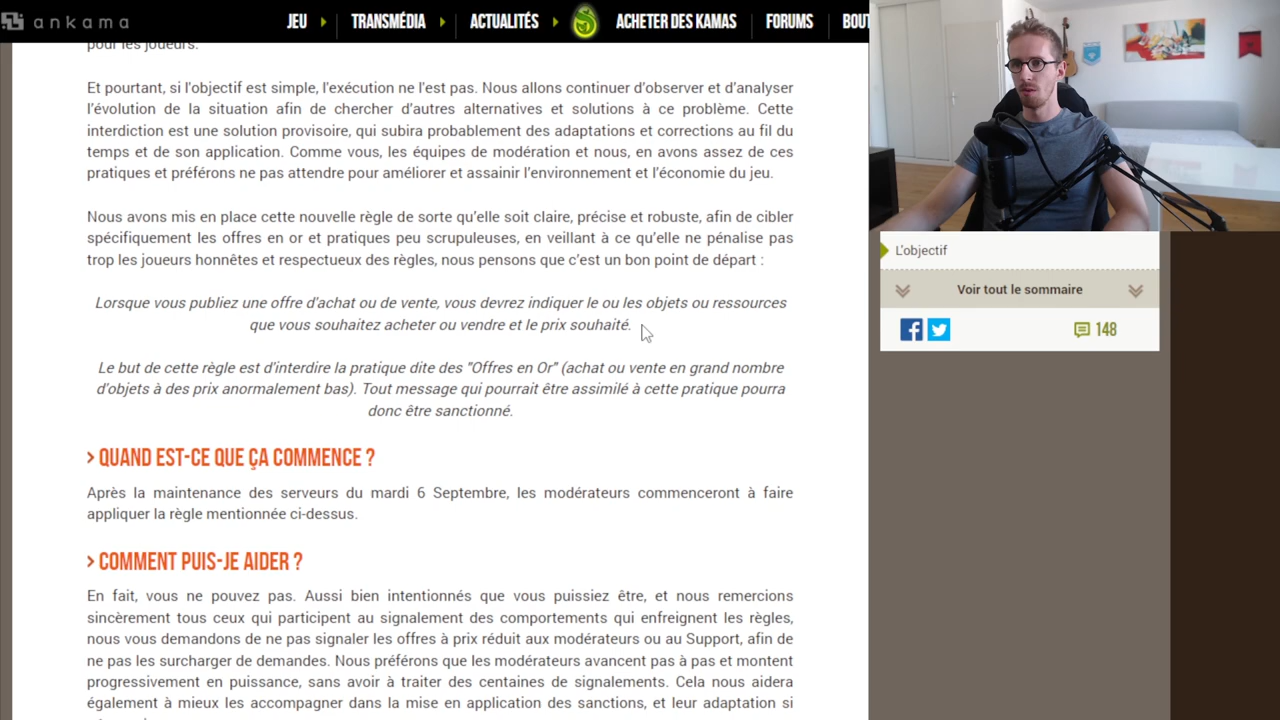 ankama
JEU
TRANSMÉDIA
ACTUALITÉS
ACHETER DES KAMAS
FORUMS
BOUT
pour les joueurs.
Et pourtant, si l'objectif est simple, l'exécution ne l'est pas. Nous allons continuer d'observer et d'analyser
l'évolution de la situation afin de chercher d'autres alternatives et solutions à ce problème. Cette
interdiction est une solution provisoire, qui subira probablement des adaptations et corrections au fil du
temps et de son application. Comme vous, les équipes de modération et nous, en avons assez de ces
pratiques et préférons ne pas attendre pour améliorer et assainir l'environnement et l'économie du jeu.
Nous avons mis en place cette nouvelle règle de sorte qu'elle soit claire, précise et robuste, afin de cibler
spécifiquement les offres en or et pratiques peu scrupuleuses, en veillant à ce qu'elle ne pénalise pas
trop les joueurs honnêtes et respectueux des règles, nous pensons que c'est un bon point de départ :
Lorsque vous publiez une offre d'achat ou de vente, vous devrez indiquer le ou les objets ou ressources
que vous souhaitez acheter ou vendre et le prix souhaité.
Le but de cette règle est d'interdire la pratique dite des "Offres en Or" (achat ou vente en grand nombre
d'objets à des prix anormalement bas). Tout message qui pourrait être assimilé à cette pratique pourra
donc être sanctionné.
> QUAND EST-CE QUE ÇA COMMENCE ?
Après la maintenance des serveurs du mardi 6 Septembre, les modérateurs commenceront à faire
appliquer la règle mentionnée ci-dessus.
> COMMENT PUIS-JE AIDER ?
En fait, vous ne pouvez pas. Aussi bien intentionnés que vous puissiez être, et nous remercions
sincèrement tous ceux qui participent au signalement des comportements qui enfreignent les règles,
nous vous demandons de ne pas signaler les offres à prix réduit aux modérateurs ou au Support, afin de
ne pas les surcharger de demandes. Nous préférons que les modérateurs avancent pas à pas et montent
progressivement en puissance, sans avoir à traiter des centaines de signalements. Cela nous aidera
également à mieux les accompagner dans la mise en application des sanctions, et leur adaptation si
L'objectif
Voir tout le sommaire
148